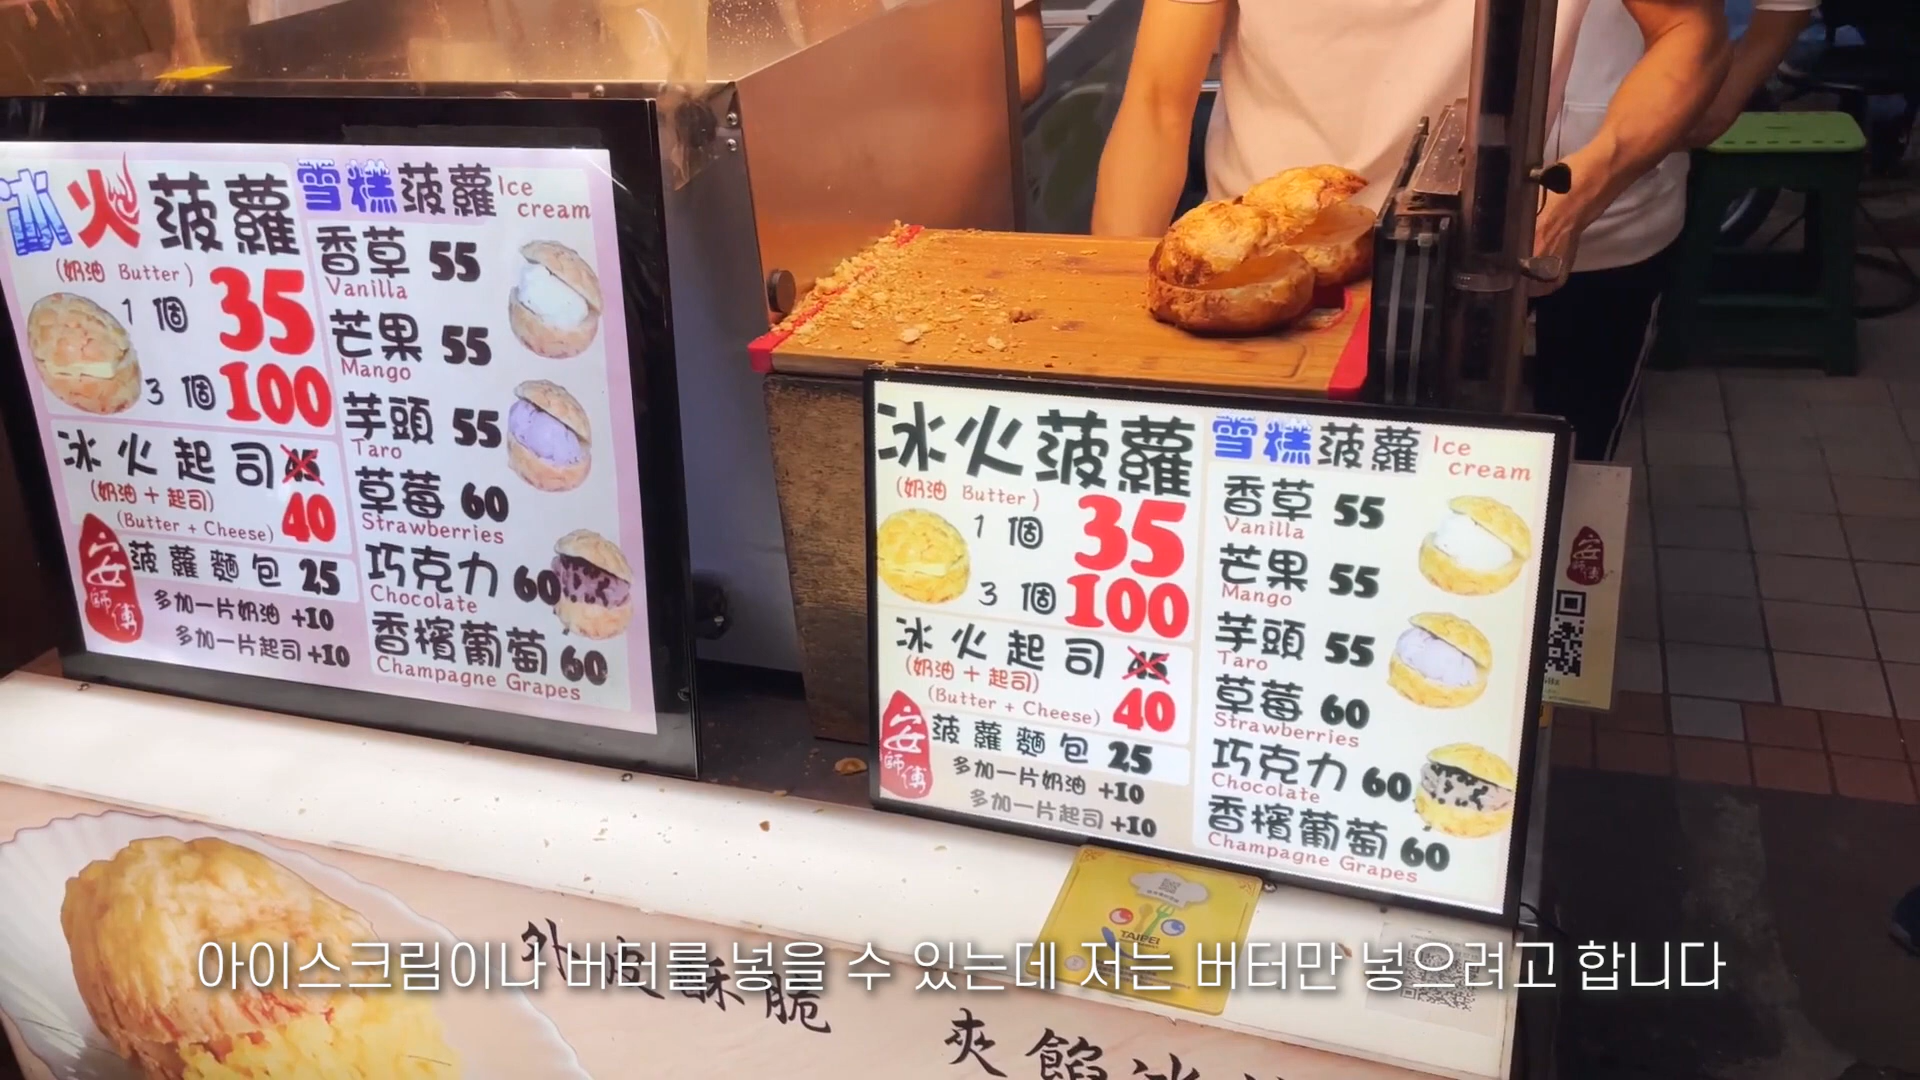 冰火菠蘿
(奶油 Butter)
1個 35
3個 100
冰火起司 45
(奶油+起司)
(Butter + Cheese) 40
菠蘿麵包 25
多加一片奶油 +10
多加一片起司 +10
安師傅
雪糕菠蘿 Ice cream
香草 55
Vanilla
芒果 55
Mango
芋頭 55
Taro
草莓 60
Strawberries
巧克力 60
Chocolate
香檳葡萄 60
Champagne Grapes
冰火菠蘿
(奶油 Butter)
1個 35
3個 100
冰火起司 45
(奶油+起司)
(Butter + Cheese) 40
菠蘿麵包 25
多加一片奶油 +10
多加一片起司 +10
安師傅
雪糕菠蘿 Ice cream
香草 55
Vanilla
芒果 55
Mango
芋頭 55
Taro
草莓 60
Strawberries
巧克力 60
Chocolate
香檳葡萄 60
Champagne Grapes
安師傅
TAIPEI
外皮酥脆
夾餡冰
아이스크림이나 버터를 넣을 수 있는데 저는 버터만 넣으려고 합니다